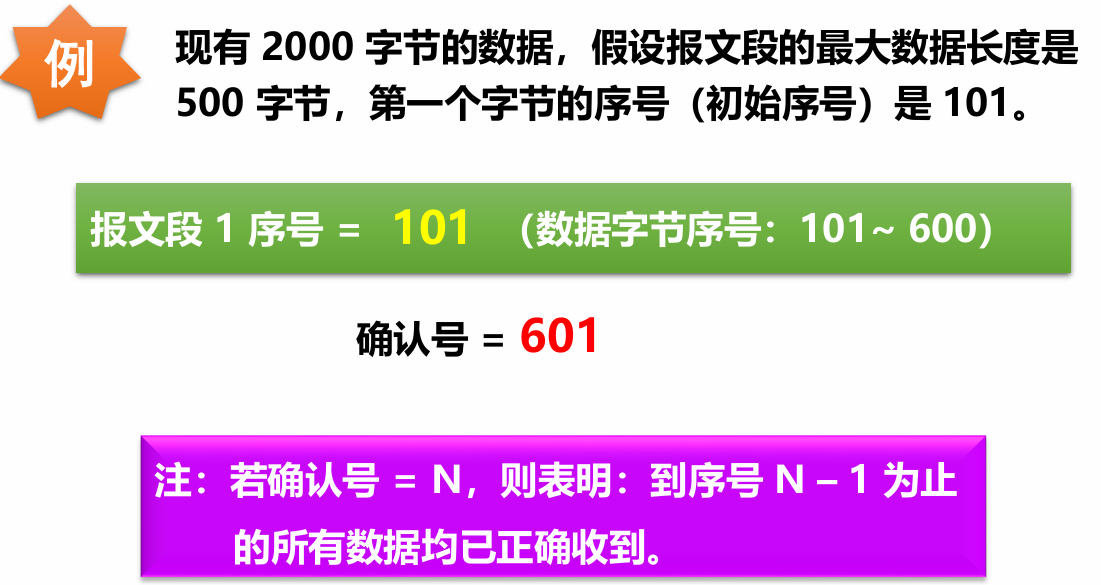 例
现有 2000 字节的数据，假设报文段的最大数据长度是
500 字节，第一个字节的序号（初始序号）是 101。
报文段 1 序号 = 101 （数据字节序号：101~ 600）
确认号 = 601
注：若确认号 = N，则表明：到序号 N – 1 为止
的所有数据均已正确收到。